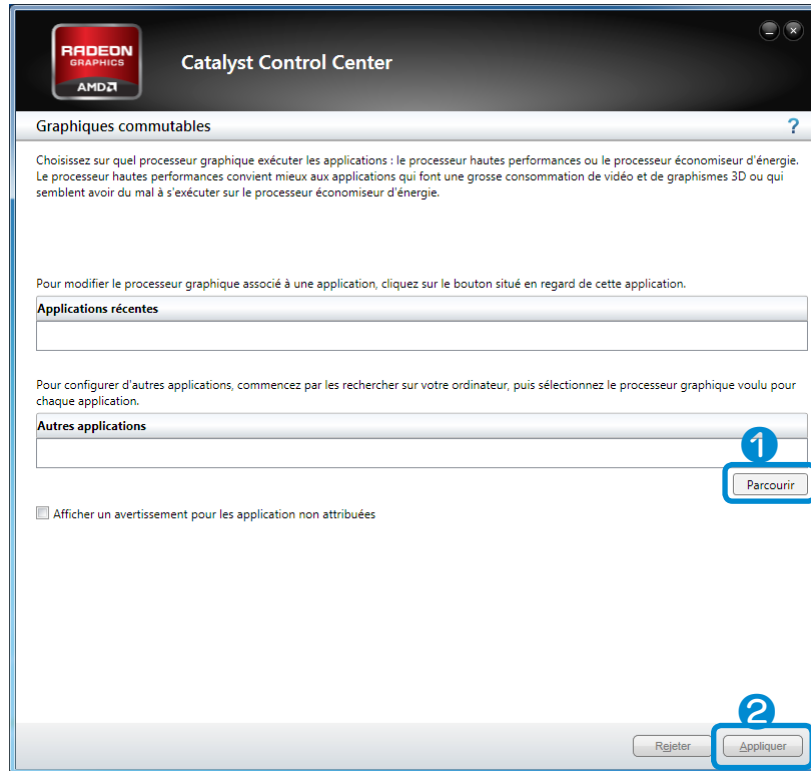 RADEON
GRAPHICS
AMD
Catalyst Control Center
Graphiques commutables
?
Choisissez sur quel processeur graphique exécuter les applications : le processeur hautes performances ou le processeur économiseur d'énergie.
Le processeur hautes performances convient mieux aux applications qui font une grosse consommation de vidéo et de graphismes 3D ou qui
semblent avoir du mal à s'exécuter sur le processeur économiseur d'énergie.
Pour modifier le processeur graphique associé à une application, cliquez sur le bouton situé en regard de cette application.
Applications récentes
Pour configurer d'autres applications, commencez par les rechercher sur votre ordinateur, puis sélectionnez le processeur graphique voulu pour
chaque application.
Autres applications
1
Parcourir
Afficher un avertissement pour les application non attribuées
2
Rejeter
Appliquer